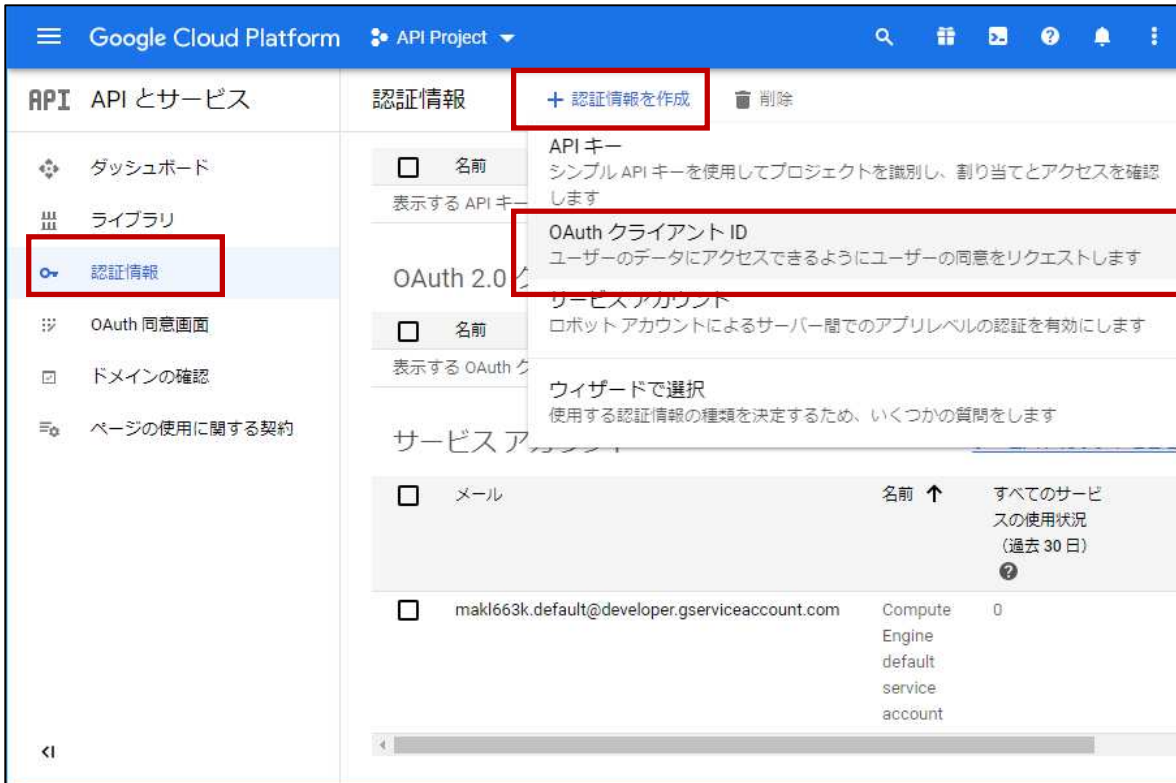 Google Cloud Platform API Project
API API とサービス
ダッシュボード
ライブラリ
認証情報
OAuth 同意画面
ドメインの確認
ページの使用に関する契約
認証情報 + 認証情報を作成 削除
API キー
シンプル API キーを使用してプロジェクトを識別し、割り当てとアクセスを確認
します
OAuth クライアント ID
ユーザーのデータにアクセスできるようにユーザーの同意をリクエストします
サービス アカウント
ロボット アカウントによるサーバー間でのアプリレベルの認証を有効にします
ウィザードで選択
使用する認証情報の種類を決定するため、いくつかの質問をします
名前
表示する API キー
OAuth 2.0 ク
名前
表示する OAuth ク
サービス アカウント
メール 名前 すべてのサービ
スの使用状況
(過去 30 日)
makl663k.default@developer.gserviceaccount.com Compute 0
Engine
default
service
account